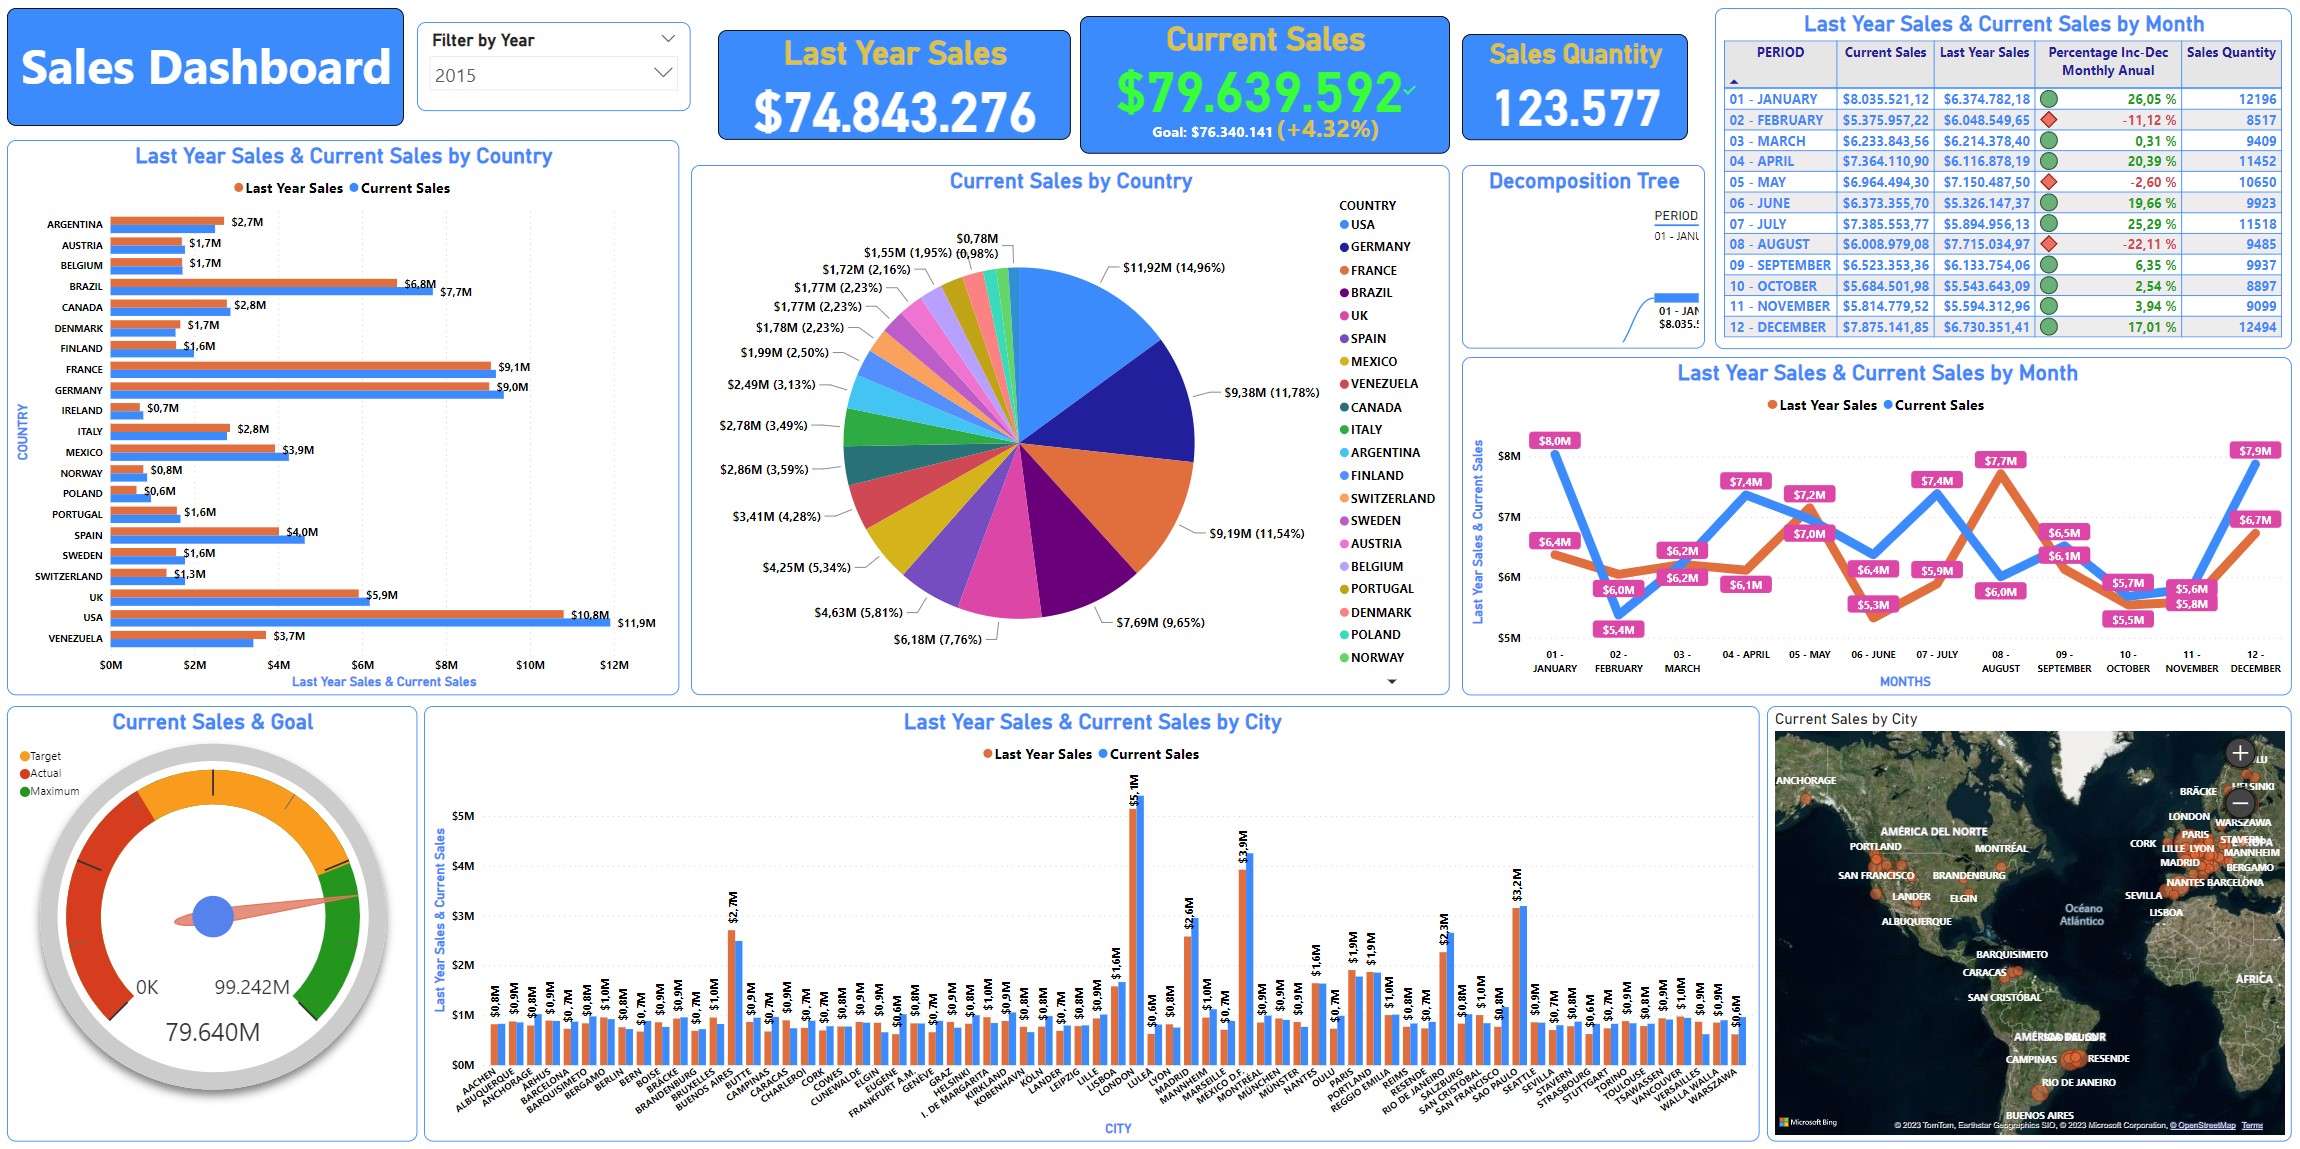 Sales Dashboard
Filter by Year
2015
Last Year Sales
$74.843.276
Current Sales
$79.639.592
Goal: $76.340.141 (+4.32%)
Sales Quantity
123.577
Last Year Sales & Current Sales by Month
PERIOD Current Sales Last Year Sales Percentage Inc-Dec Monthly Anual Sales Quantity
01 - JANUARY $8.035.521,12 $6.374.782,18 26,05 % 12196
02 - FEBRUARY $5.375.957,22 $6.048.549,65 -11,12 % 8517
03 - MARCH $6.233.843,56 $6.214.378,40 0,31 % 9409
04 - APRIL $7.364.110,90 $6.116.878,19 20,39 % 11452
05 - MAY $6.964.494,30 $7.150.487,50 -2,60 % 10650
06 - JUNE $6.373.355,70 $5.326.147,37 19,66 % 9923
07 - JULY $7.385.553,77 $5.894.956,13 25,29 % 11518
08 - AUGUST $6.008.979,08 $7.715.034,97 -22,11 % 9485
09 - SEPTEMBER $6.523.353,36 $6.133.754,06 6,35 % 9937
10 - OCTOBER $5.684.501,98 $5.543.643,09 2,54 % 8897
11 - NOVEMBER $5.814.779,52 $5.594.312,96 3,94 % 9099
12 - DECEMBER $7.875.141,85 $6.730.351,41 17,01 % 12494
Last Year Sales & Current Sales by Country
Last Year Sales Current Sales
COUNTRY
ARGENTINA $2,7M
AUSTRIA $1,7M
BELGIUM $1,7M
BRAZIL $6,8M $7,7M
CANADA $2,8M
DENMARK $1,7M
FINLAND $1,6M
FRANCE $9,1M
GERMANY $9,0M
IRELAND $0,7M
ITALY $2,8M
MEXICO $3,9M
NORWAY $0,8M
POLAND $0,6M
PORTUGAL $1,6M
SPAIN $4,0M
SWEDEN $1,6M
SWITZERLAND $1,3M
UK $5,9M
USA $10,8M $11,9M
VENEZUELA $3,7M
$0M $2M $4M $6M $8M $10M $12M
Last Year Sales & Current Sales
Current Sales by Country
$11,92M (14,96%)
$9,38M (11,78%)
$9,19M (11,54%)
$7,69M (9,65%)
$6,18M (7,76%)
$4,63M (5,81%)
$4,25M (5,34%)
$3,41M (4,28%)
$2,86M (3,59%)
$2,78M (3,49%)
$2,49M (3,13%)
$1,99M (2,50%)
$1,78M (2,23%)
$1,77M (2,23%)
$1,77M (2,23%)
$1,72M (2,16%)
$1,55M (1,95%)
$0,78M
(0,98%)
COUNTRY
USA
GERMANY
FRANCE
BRAZIL
UK
SPAIN
MEXICO
VENEZUELA
CANADA
ITALY
ARGENTINA
FINLAND
SWITZERLAND
SWEDEN
AUSTRIA
BELGIUM
PORTUGAL
DENMARK
POLAND
NORWAY
Decomposition Tree
PERIOD
01 - JANU
01 - JAN
$8.035.5
Last Year Sales & Current Sales by Month
Last Year Sales Current Sales
Last Year Sales & Current Sales
$8M
$7M
$6M
$5M
$8,0M
$6,4M
$6,0M
$5,4M
$6,2M
$6,2M
$7,4M
$6,1M
$7,2M
$7,0M
$6,4M
$5,3M
$7,4M
$5,9M
$7,7M
$6,0M
$6,5M
$6,1M
$5,7M
$5,5M
$5,6M
$5,8M
$7,9M
$6,7M
01 - JANUARY
02 - FEBRUARY
03 - MARCH
04 - APRIL
05 - MAY
06 - JUNE
07 - JULY
08 - AUGUST
09 - SEPTEMBER
10 - OCTOBER
11 - NOVEMBER
12 - DECEMBER
MONTHS
Current Sales & Goal
Target
Actual
Maximum
0K 99.242M
79.640M
Last Year Sales & Current Sales by City
Last Year Sales Current Sales
Last Year Sales & Current Sales
$5M
$4M
$3M
$2M
$1M
$0M
AACHEN $0,8M
ALBUQUERQUE $0,9M
ANCHORAGE $0,8M
ÅRHUS $0,9M
BARCELONA $0,7M
BARQUISIMETO $0,8M
BERGAMO $1,0M
BERLIN $0,8M
BERN $0,7M
BOISE $0,9M
BRÄCKE $0,9M
BRANDENBURG $0,7M
BRUXELLES $1,0M
BUENOS AIRES $2,7M
BUTTE $0,9M
CAMPINAS $0,7M
CARACAS $0,9M
CHARLEROI $0,7M
CORK $0,7M
COWES $0,8M
CUNEWALDE $0,9M
ELGIN $0,9M
EUGENE $0,6M
FRANKFURT A.M. $0,8M
GENÈVE $0,7M
GRAZ $0,9M
HELSINKI $0,8M
I. DE MARGARITA $1,0M
KIRKLAND $0,9M
KOBENHAVN $0,8M
KÖLN $0,8M
LANDER $0,7M
LEIPZIG $0,8M
LILLE $0,9M
LISBOA $1,6M
LONDON $5,1M
LULEÅ $0,6M
LYON $0,8M
MADRID $2,6M
MANNHEIM $1,0M
MARSEILLE $0,7M
MÉXICO D.F. $3,9M
MONTRÉAL $0,9M
MÜNCHEN $0,9M
MÜNSTER $0,9M
NANTES $1,6M
OULU $0,7M
PARIS $1,9M
PORTLAND $1,9M
REGGIO EMILIA $1,0M
REIMS $0,8M
RESENDE $0,7M
RIO DE JANEIRO $2,3M
SALZBURG $0,8M
SAN CRISTÓBAL $1,0M
SAN FRANCISCO $0,8M
SAO PAULO $3,2M
SEATTLE $0,9M
SEVILLA $0,7M
STAVERN $0,8M
STRASBOURG $0,6M
STUTTGART $0,7M
TORINO $0,9M
TOULOUSE $0,8M
TSAWASSEN $0,9M
VANCOUVER $1,0M
VERSAILLES $0,9M
WALLA WALLA $0,9M
WARSZAWA $0,6M
CITY
Current Sales by City
ANCHORAGE
LU
BRÄCKE HELSINKI
LONDON WARSZAWA
AMÉRICA DEL NORTE
PARIS
PORTLAND MONTRÉAL
CORK LILLE LYON
MANNHEIM
MADRID
BERGAMO
SAN FRANCISCO BRANDENBURG
NANTES BARCELONA
LANDER ELGIN
SEVILLA
LISBOA
ALBUQUERQUE
Océano
Atlántico
BARQUISIMETO
CARACAS
ÁFRICA
SAN CRISTÓBAL
AMÉRICA DEL SUR
CAMPINAS RESENDE
RIO DE JANEIRO
BUENOS AIRES
Microsoft Bing
© 2023 TomTom, Earthstar Geographics SIO, © 2023 Microsoft Corporation, © OpenStreetMap Terms